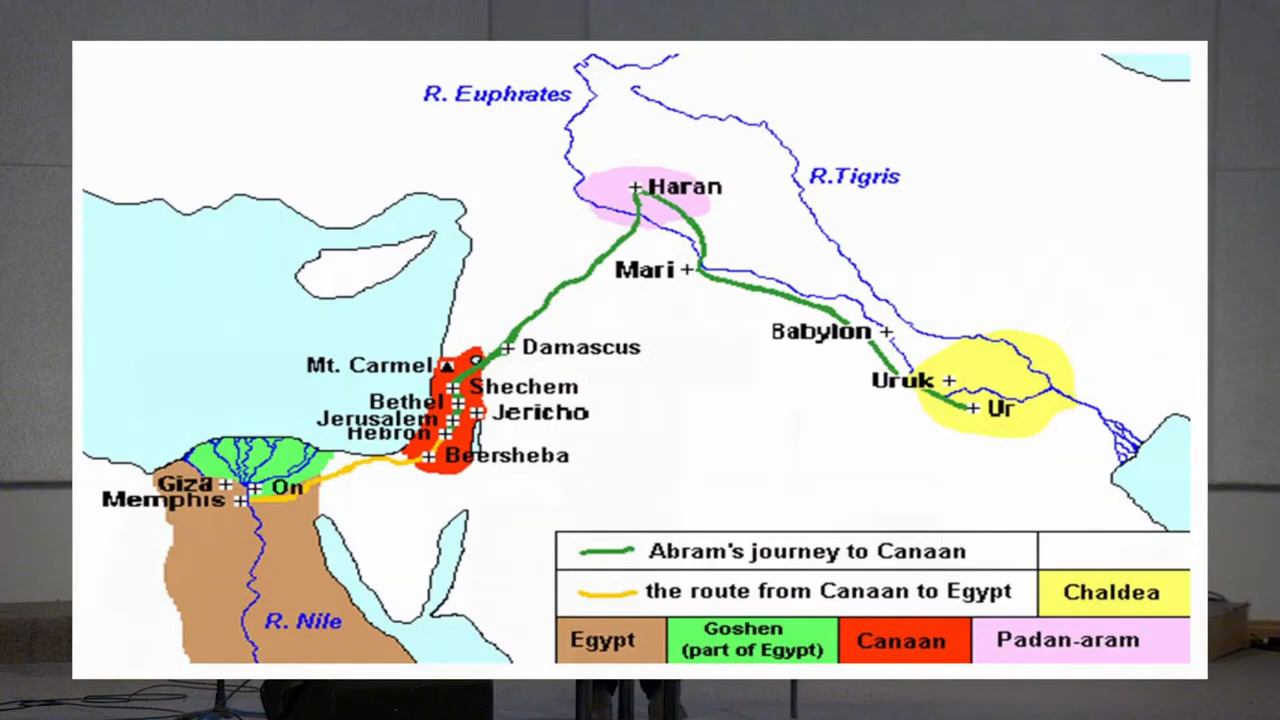 R. Euphrates
R.Tigris
Haran
Mari
Babylon
Damascus
Mt. Carmel
Uruk
Shechem
Bethel
Ur
Jericho
Jerusalem
Hebron
Beersheba
Giza
On
Memphis
R. Nile
Abram's journey to Canaan
the route from Canaan to Egypt
Chaldea
Egypt
Goshen
(part of Egypt)
Canaan
Padan-aram